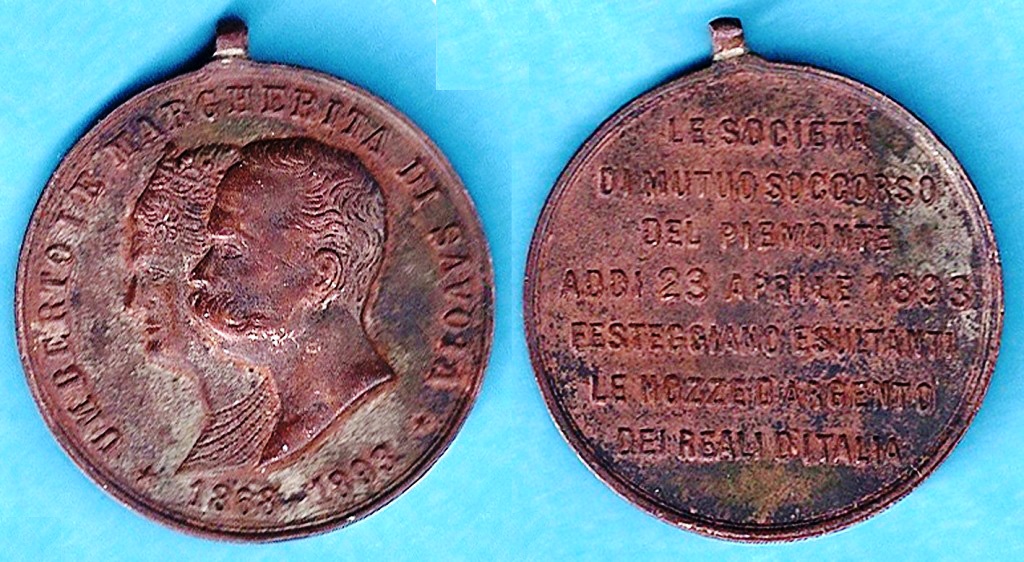 UMBERTO I E MARGHERITA DI SAVOIA
1868-1893
LE SOCIETÀ
DI MUTUO SOCCORSO
DEL PIEMONTE
ADDI 23 APRILE 1893
FESTEGGIAMO ESULTANTI
LE NOZZE D'ARGENTO
DEI REALI D'ITALIA